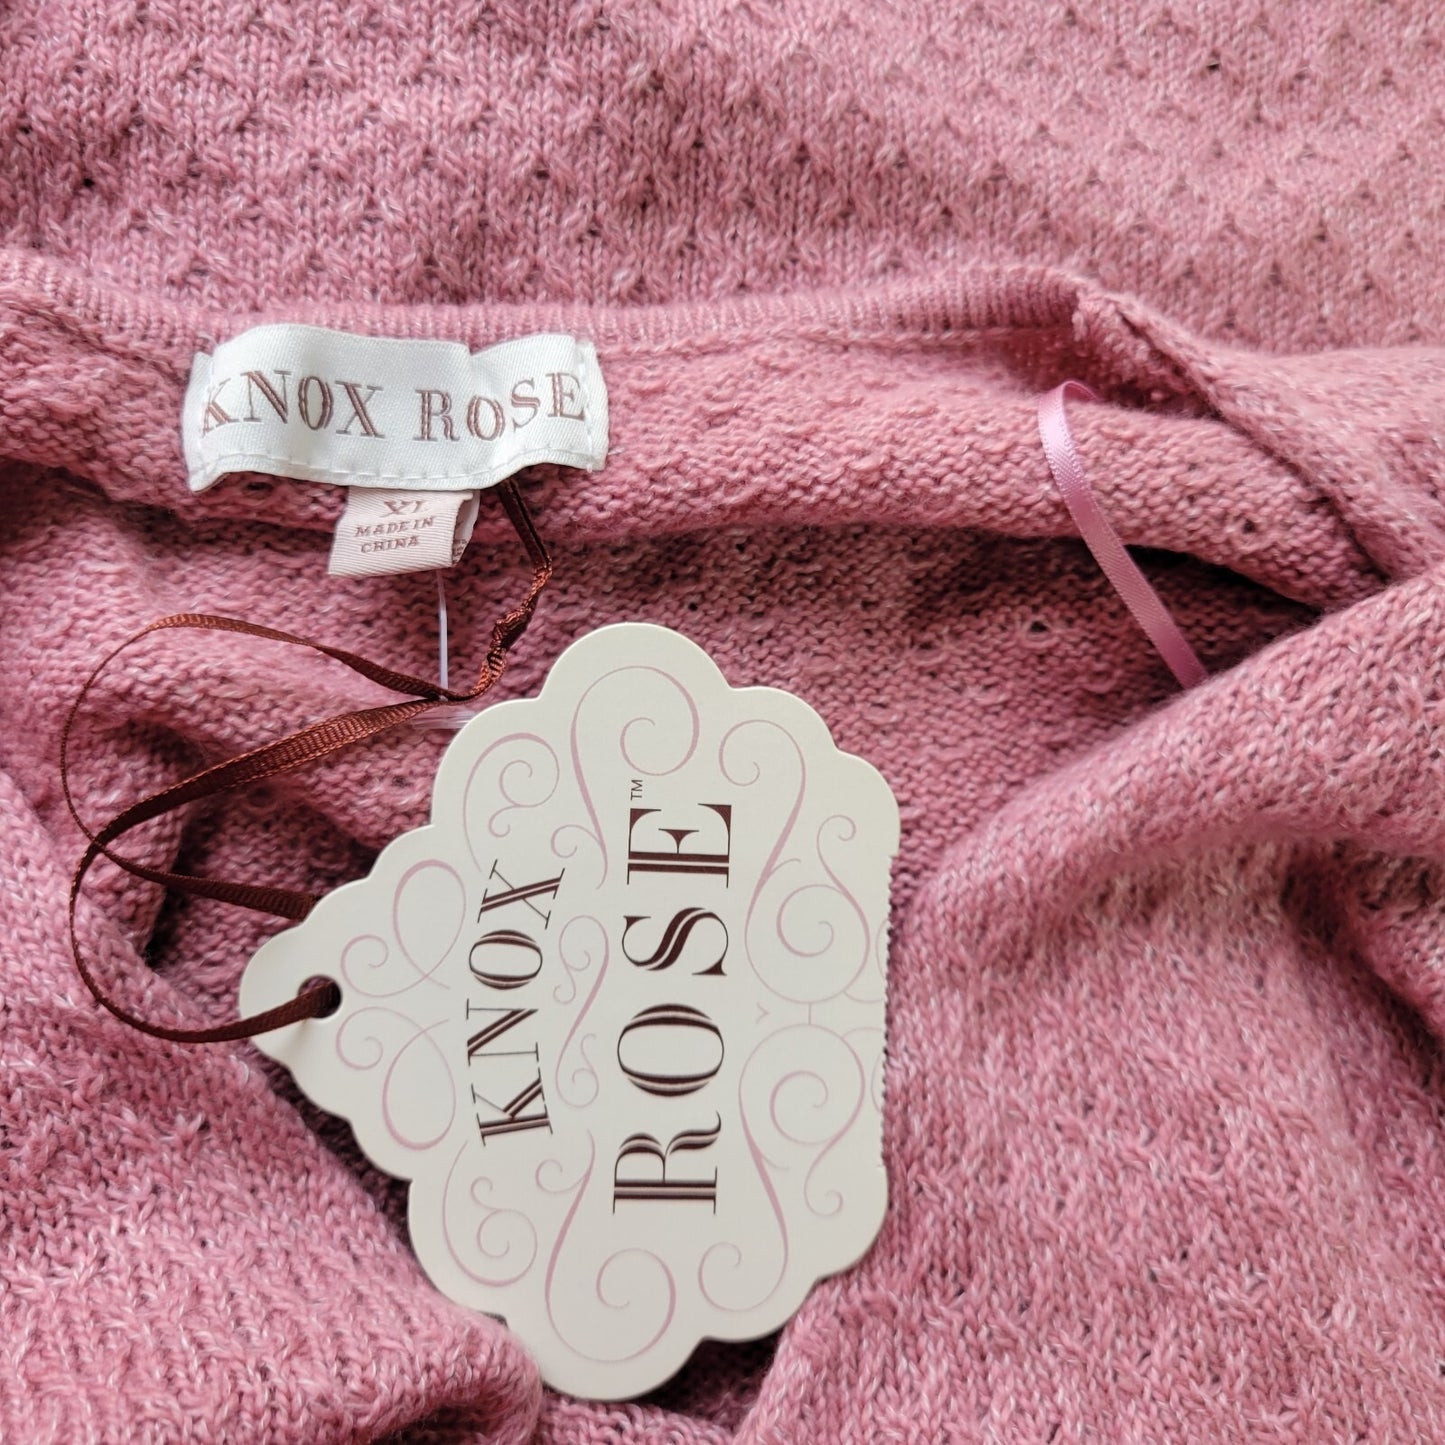 KNOX ROSE
XL
MADE IN
CHINA
KNOX
ROSE™